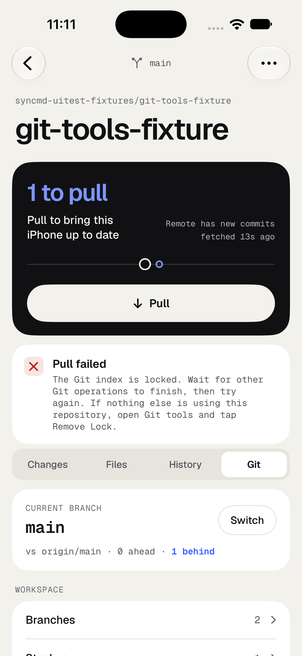 11:11
main
syncmd-uitest-fixtures/git-tools-fixture
git-tools-fixture
1 to pull
Pull to bring this
iPhone up to date
Remote has new commits
fetched 13s ago
Pull
Pull failed
The Git index is locked. Wait for other
Git operations to finish, then try
again. If nothing else is using this
repository, open Git tools and tap
Remove Lock.
Changes Files History Git
CURRENT BRANCH
main
Switch
vs origin/main · 0 ahead · 1 behind
WORKSPACE
Branches 2